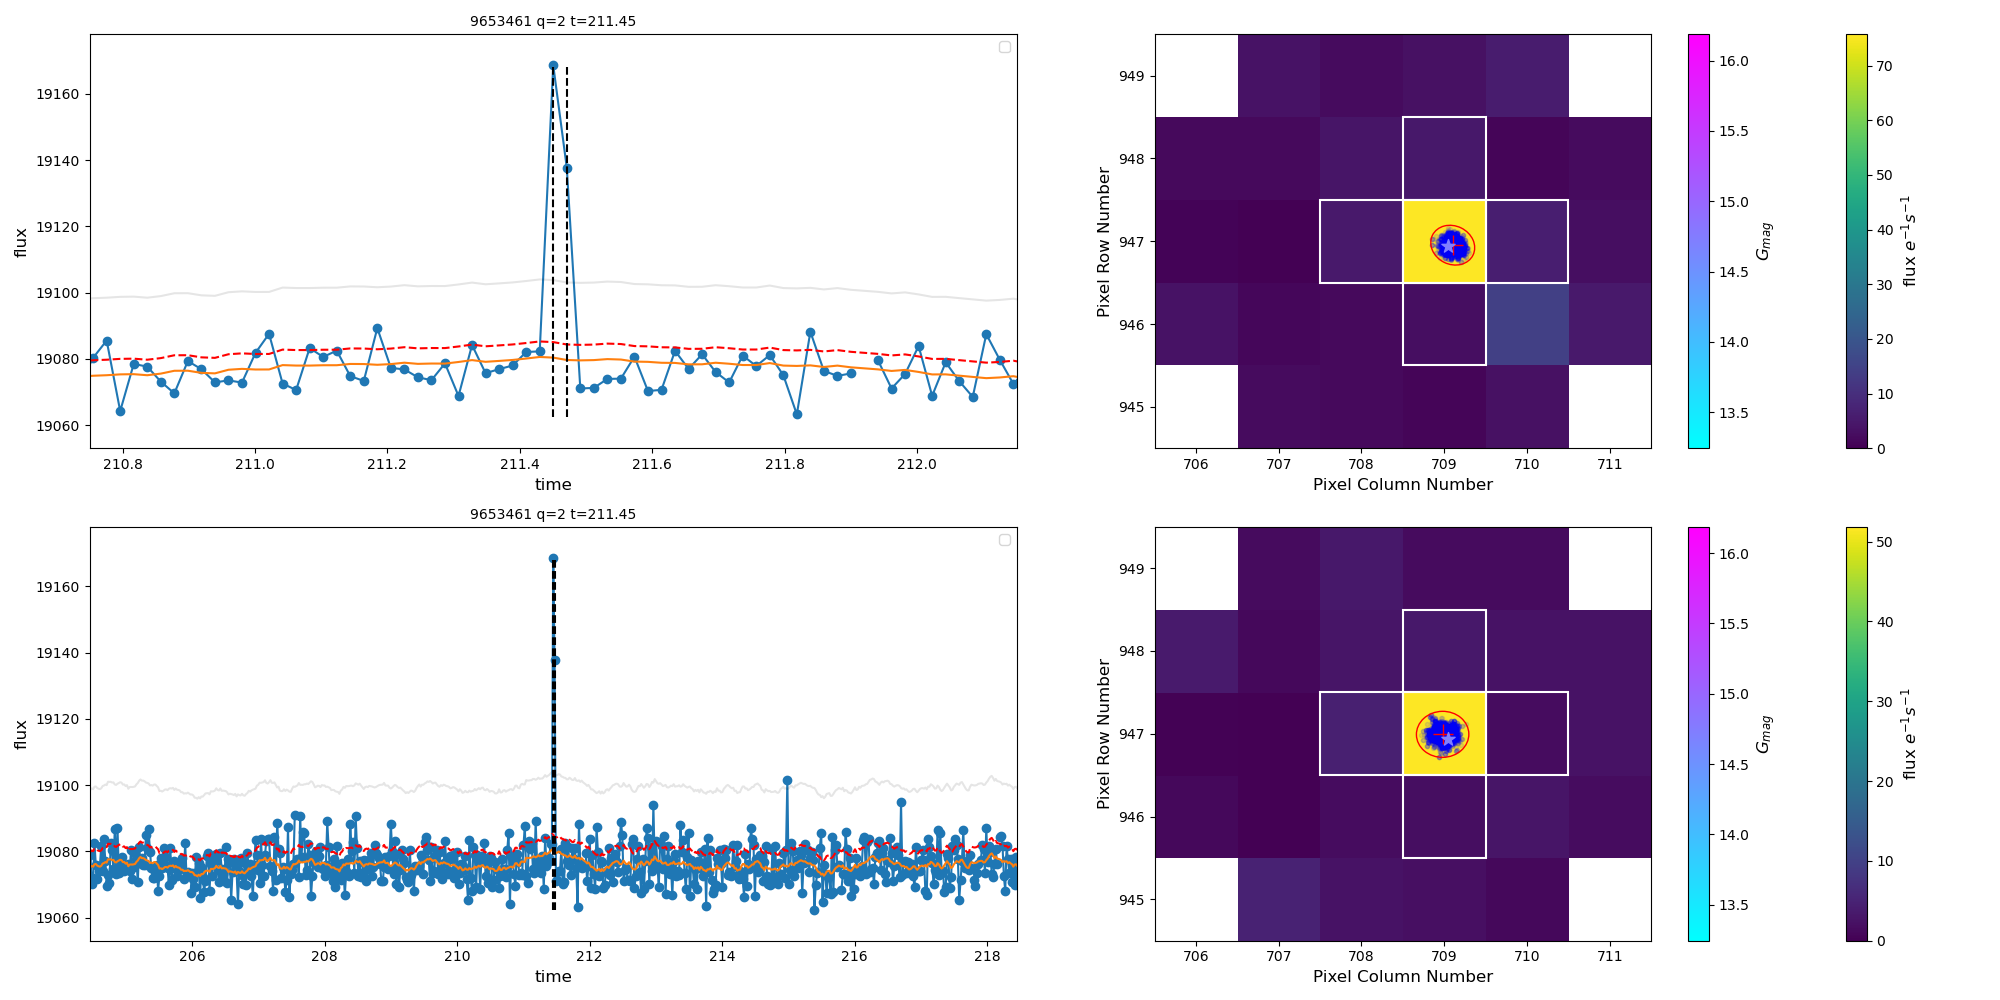 9653461 q=2 t=211.45
flux
19160
19140
19120
19100
19080
19060
210.8 211.0 211.2 211.4 211.6 211.8 212.0
time
Pixel Row Number
949
948
947
946
945
706 707 708 709 710 711
Pixel Column Number
16.0
15.5
15.0
14.5
14.0
13.5
G_mag
70
60
50
40
30
20
10
0
flux e⁻¹s⁻¹
9653461 q=2 t=211.45
flux
19160
19140
19120
19100
19080
19060
206 208 210 212 214 216 218
time
Pixel Row Number
949
948
947
946
945
706 707 708 709 710 711
Pixel Column Number
16.0
15.5
15.0
14.5
14.0
13.5
G_mag
50
40
30
20
10
0
flux e⁻¹s⁻¹